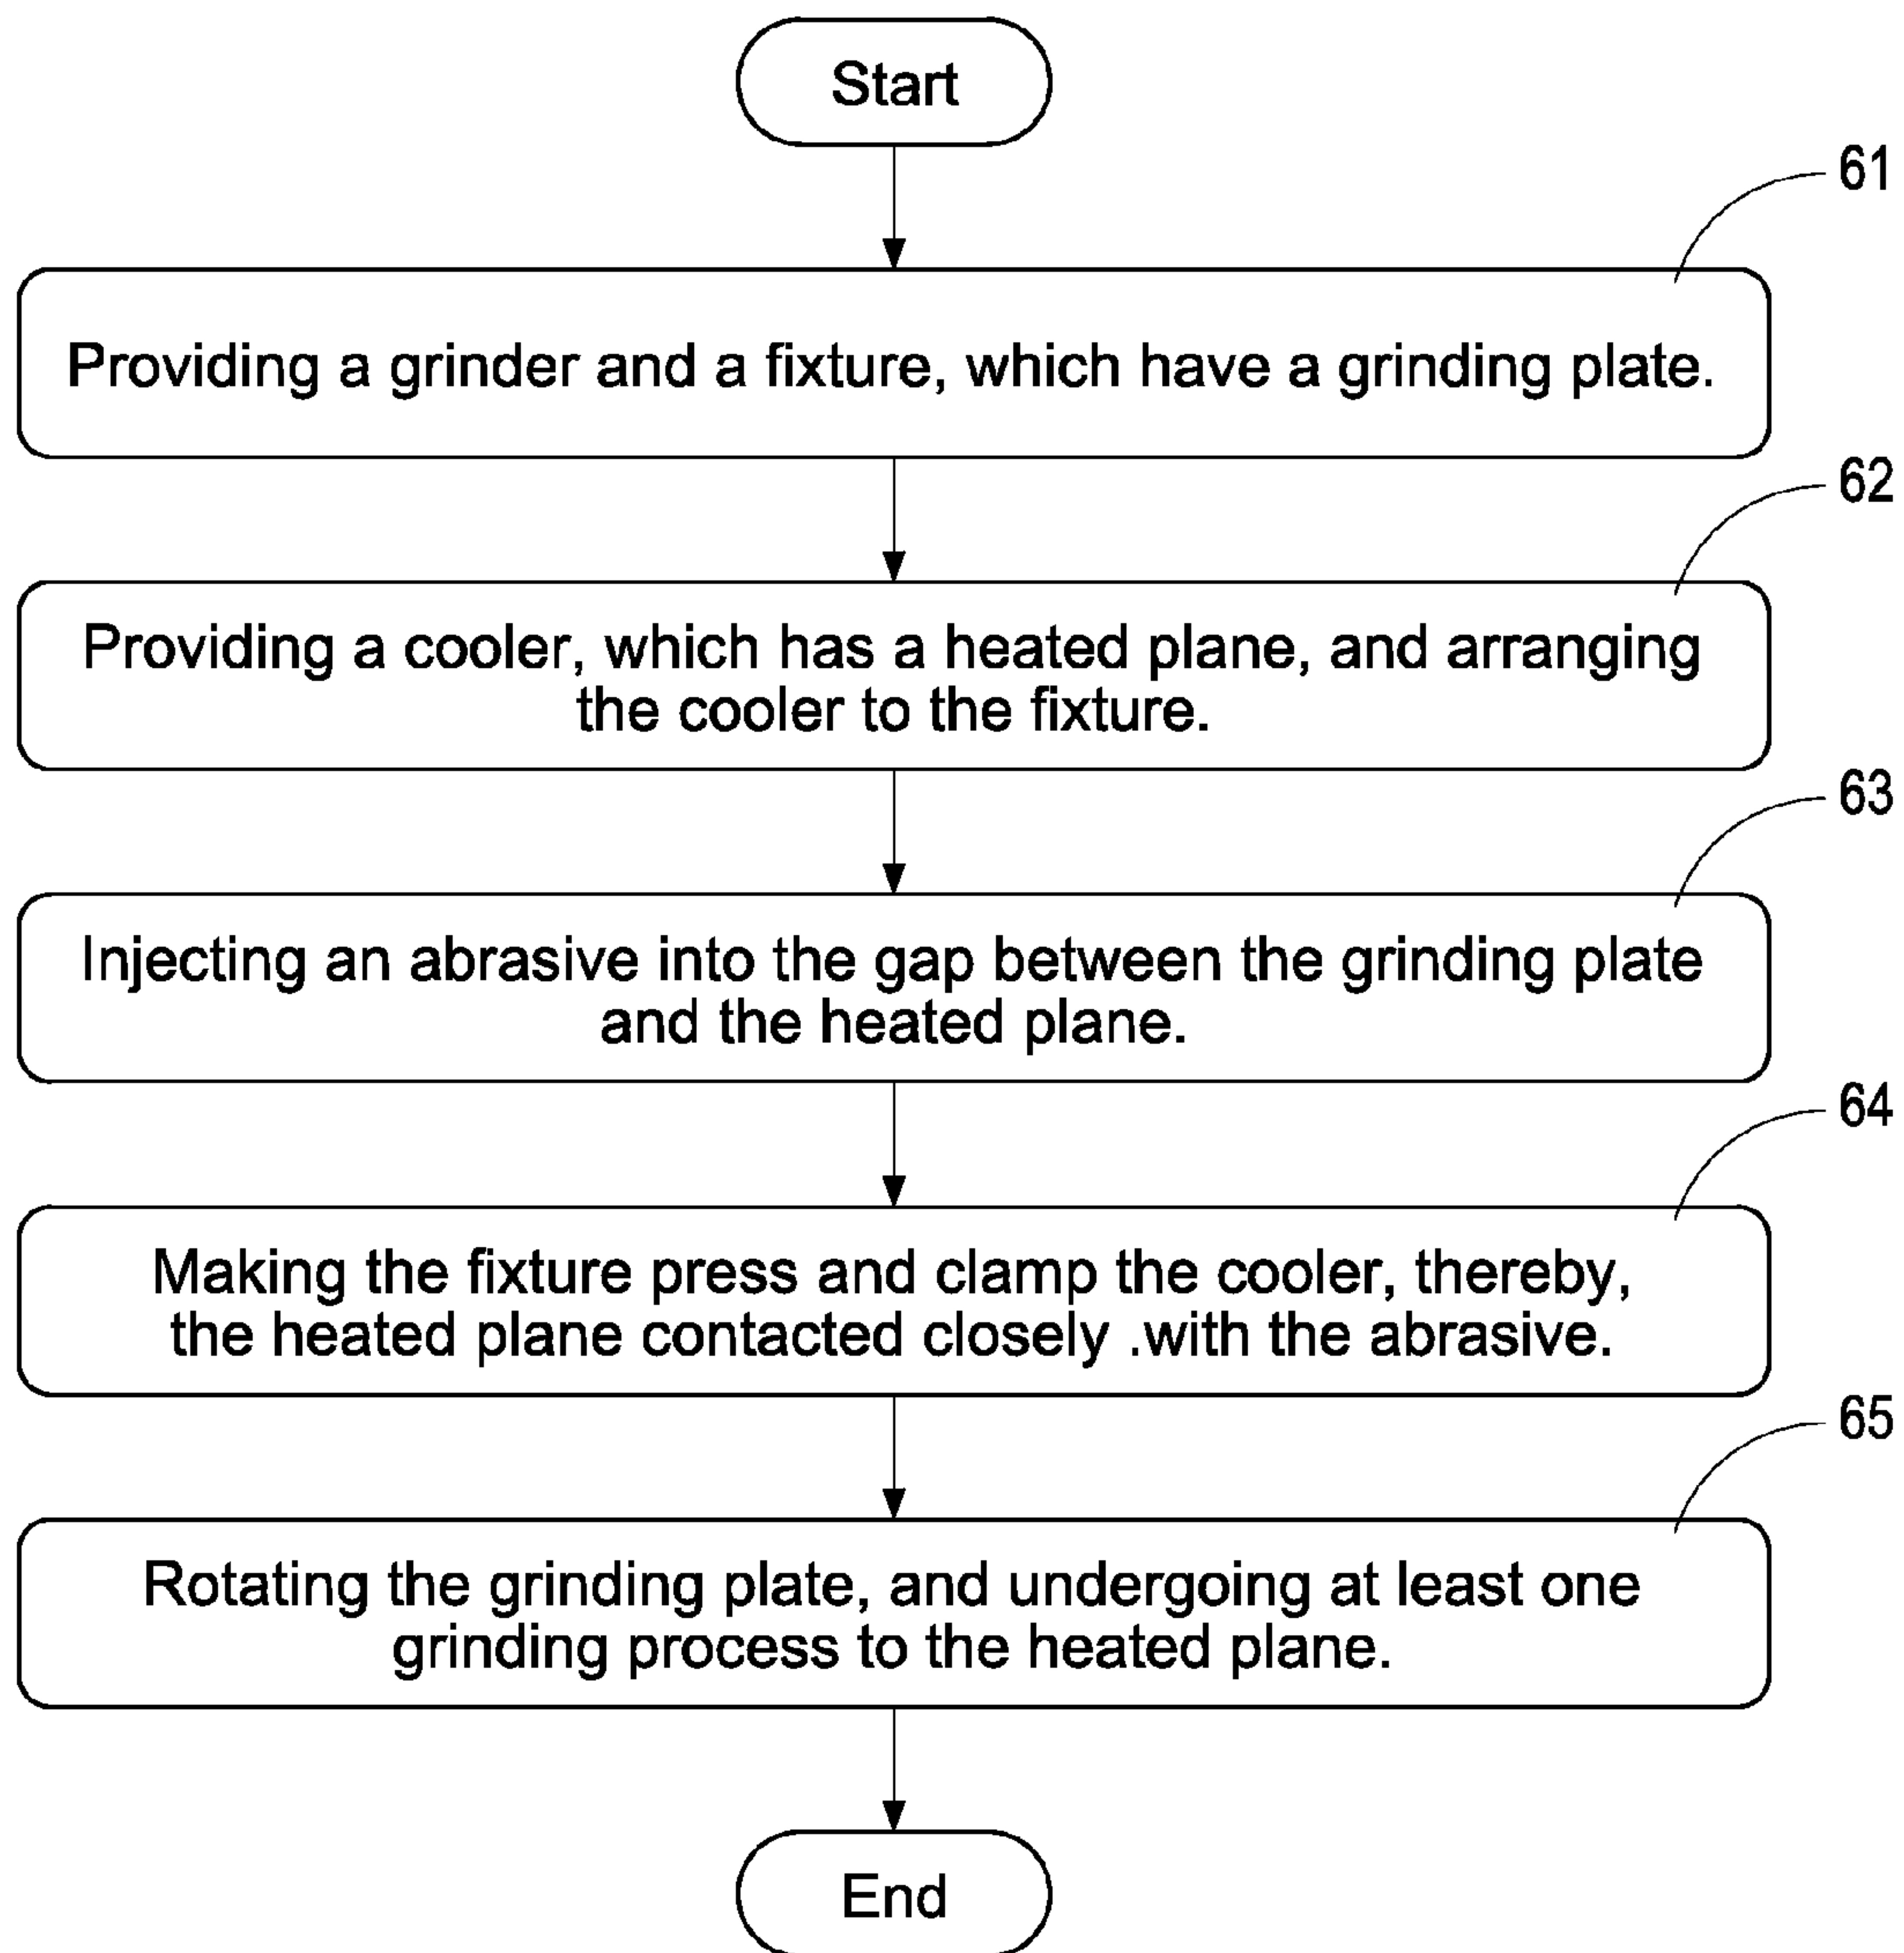 Start
61
Providing a grinder and a fixture, which have a grinding plate.
62
Providing a cooler, which has a heated plane, and arranging
the cooler to the fixture.
63
Injecting an abrasive into the gap between the grinding plate
and the heated plane.
64
Making the fixture press and clamp the cooler, thereby,
the heated plane contacted closely .with the abrasive.
65
Rotating the grinding plate, and undergoing at least one
grinding process to the heated plane.
End